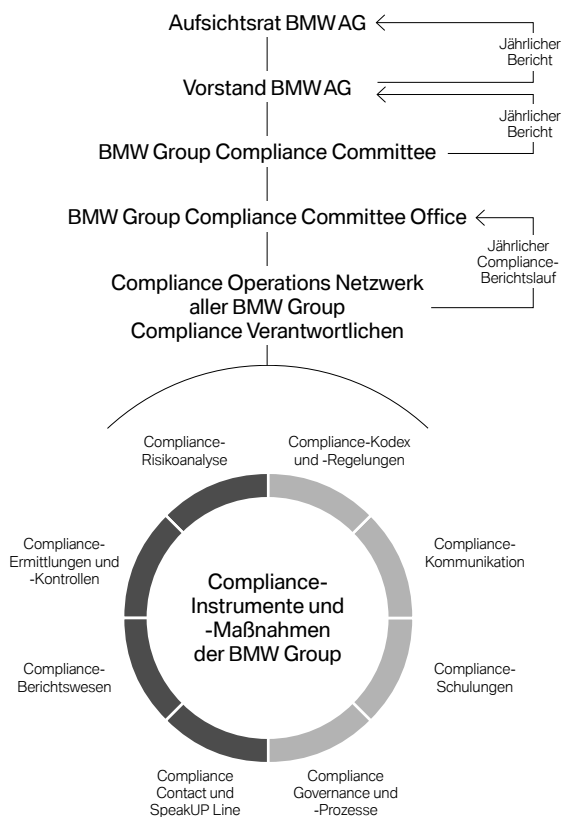 Aufsichtsrat BMW AG
Jährlicher
Bericht
Vorstand BMW AG
Jährlicher
Bericht
BMW Group Compliance Committee
BMW Group Compliance Committee Office
Jährlicher
Compliance-
Berichtslauf
Compliance Operations Netzwerk
aller BMW Group
Compliance Verantwortlichen
Compliance-
Risikoanalyse
Compliance-Kodex
und -Regelungen
Compliance-
Ermittlungen und
-Kontrollen
Compliance-
Kommunikation
Compliance-
Instrumente und
-Maßnahmen
der BMW Group
Compliance-
Berichtswesen
Compliance-
Schulungen
Compliance
Contact und
SpeakUP Line
Compliance
Governance und
-Prozesse